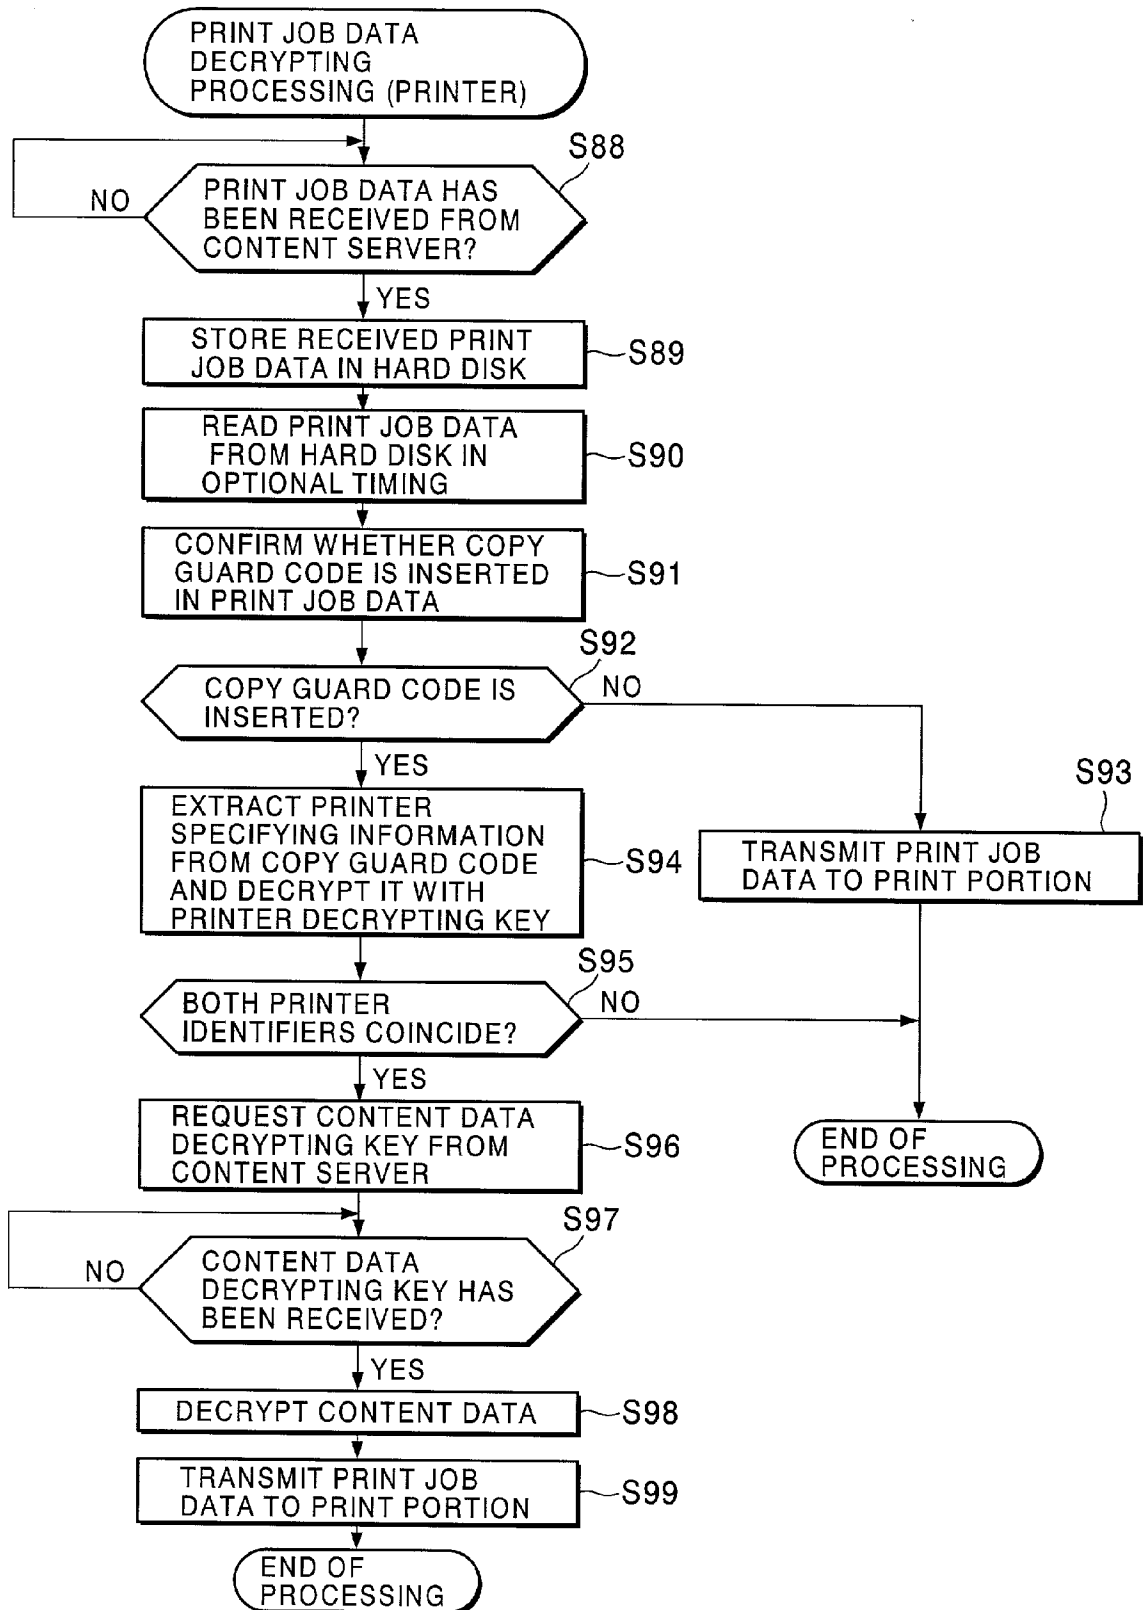 PRINT JOB DATA
DECRYPTING
PROCESSING (PRINTER)
S88
NO
PRINT JOB DATA HAS
BEEN RECEIVED FROM
CONTENT SERVER?
YES
STORE RECEIVED PRINT
JOB DATA IN HARD DISK
S89
READ PRINT JOB DATA
FROM HARD DISK IN
OPTIONAL TIMING
S90
CONFIRM WHETHER COPY
GUARD CODE IS INSERTED
IN PRINT JOB DATA
S91
S92
COPY GUARD CODE IS
INSERTED?
NO
YES
S93
TRANSMIT PRINT JOB
DATA TO PRINT PORTION
EXTRACT PRINTER
SPECIFYING INFORMATION
FROM COPY GUARD CODE
AND DECRYPT IT WITH
PRINTER DECRYPTING KEY
S94
S95
BOTH PRINTER
IDENTIFIERS COINCIDE?
NO
YES
REQUEST CONTENT DATA
DECRYPTING KEY FROM
CONTENT SERVER
S96
END OF
PROCESSING
S97
NO
CONTENT DATA
DECRYPTING KEY HAS
BEEN RECEIVED?
YES
DECRYPT CONTENT DATA
S98
TRANSMIT PRINT JOB
DATA TO PRINT PORTION
S99
END OF
PROCESSING